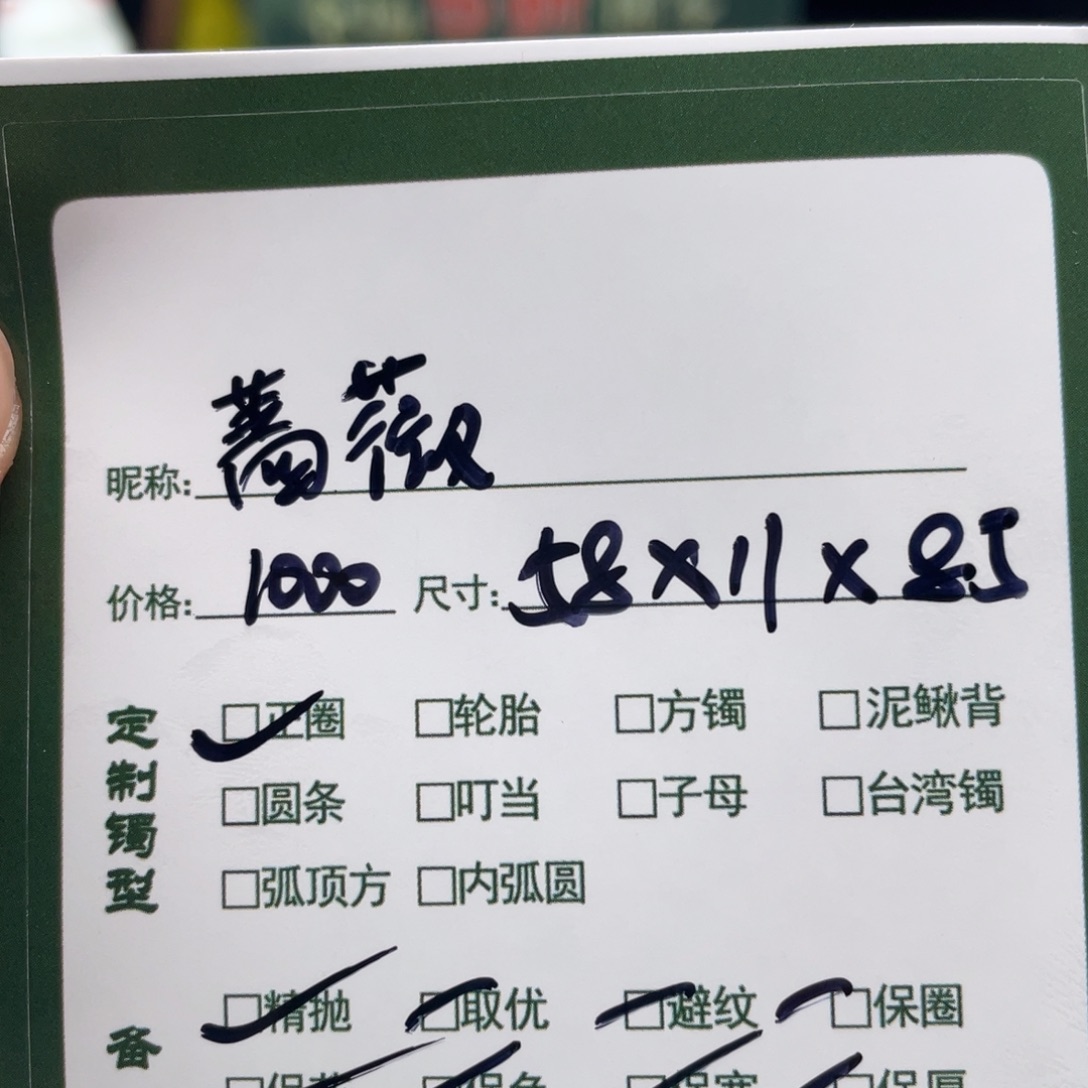 昵称: 蔷薇
价格: 1000 尺寸: 58×11×8.5
定制镯型
□正圈 □轮胎 □方镯 □泥鳅背
□圆条 □叮当 □子母 □台湾镯
□弧顶方 □内弧圆
备
□精抛 □取优 □避纹 □保圈